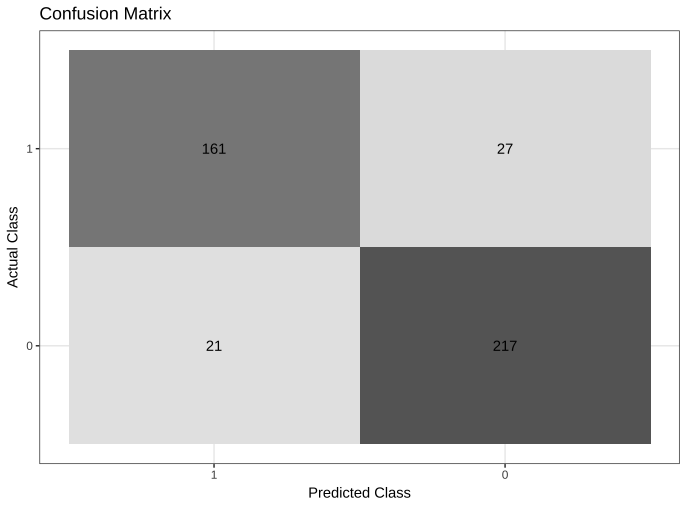 Confusion Matrix
Actual Class
1
161
27
0
21
217
1
0
Predicted Class